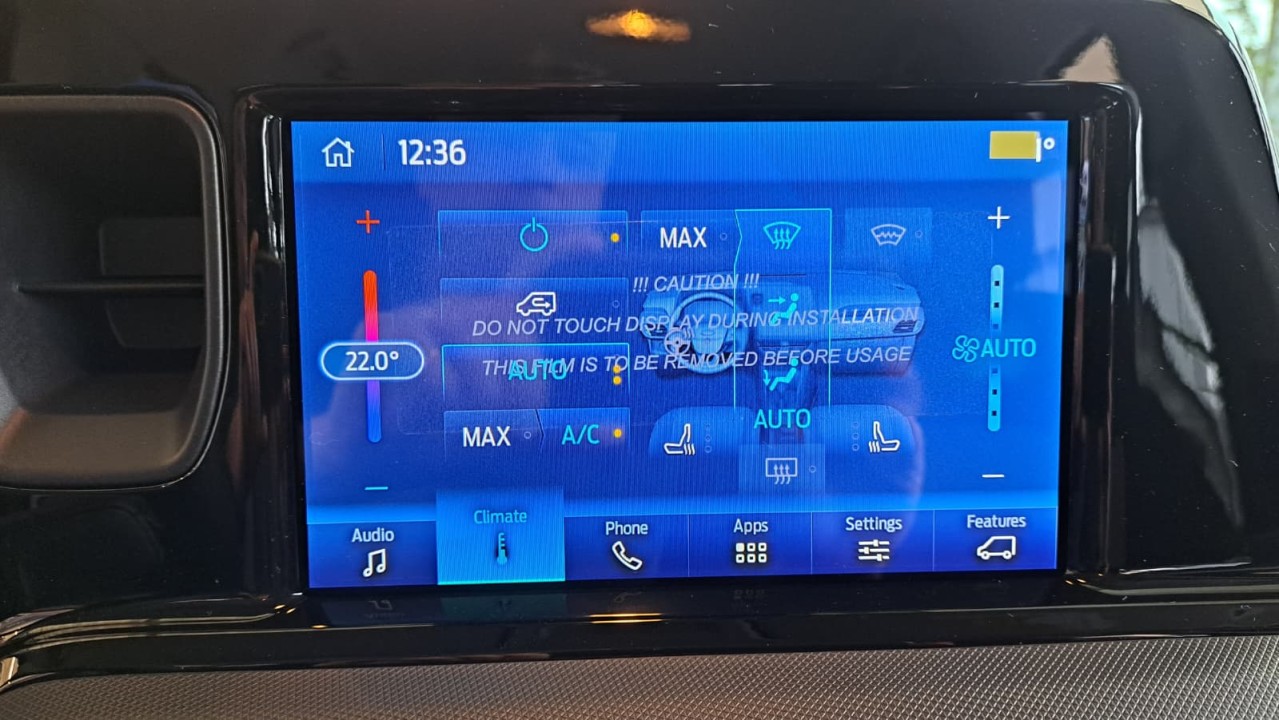 12:36
°
MAX
!!! CAUTION !!!
DO NOT TOUCH DISPLAY DURING INSTALLATION
THIS FILM IS TO BE REMOVED BEFORE USAGE
22.0°
AUTO
AUTO
AUTO
MAX
A/C
Audio
Climate
Phone
Apps
Settings
Features